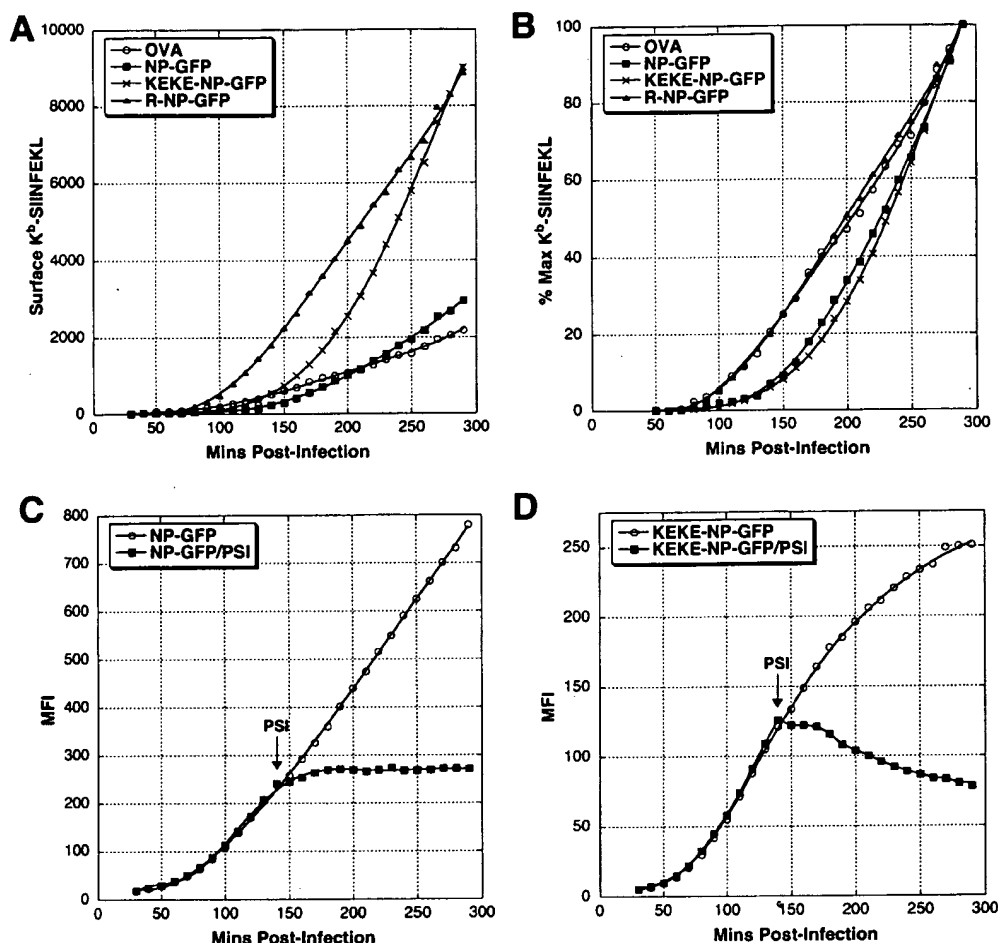 A
10000
8000
6000
4000
2000
0
Surface Kᵇ-SIINFEKL
OVA
NP-GFP
KEKE-NP-GFP
R-NP-GFP
0 50 100 150 200 250 300
Mins Post-Infection
B
100
80
60
40
20
0
% Max Kᵇ-SIINFEKL
OVA
NP-GFP
KEKE-NP-GFP
R-NP-GFP
0 50 100 150 200 250 300
Mins Post-Infection
C
800
700
600
500
400
300
200
100
0
MFI
NP-GFP
NP-GFP/PSI
PSI
0 50 100 150 200 250 300
Mins Post-Infection
D
250
200
150
100
50
0
MFI
KEKE-NP-GFP
KEKE-NP-GFP/PSI
PSI
0 50 100 150 200 250 300
Mins Post-Infection